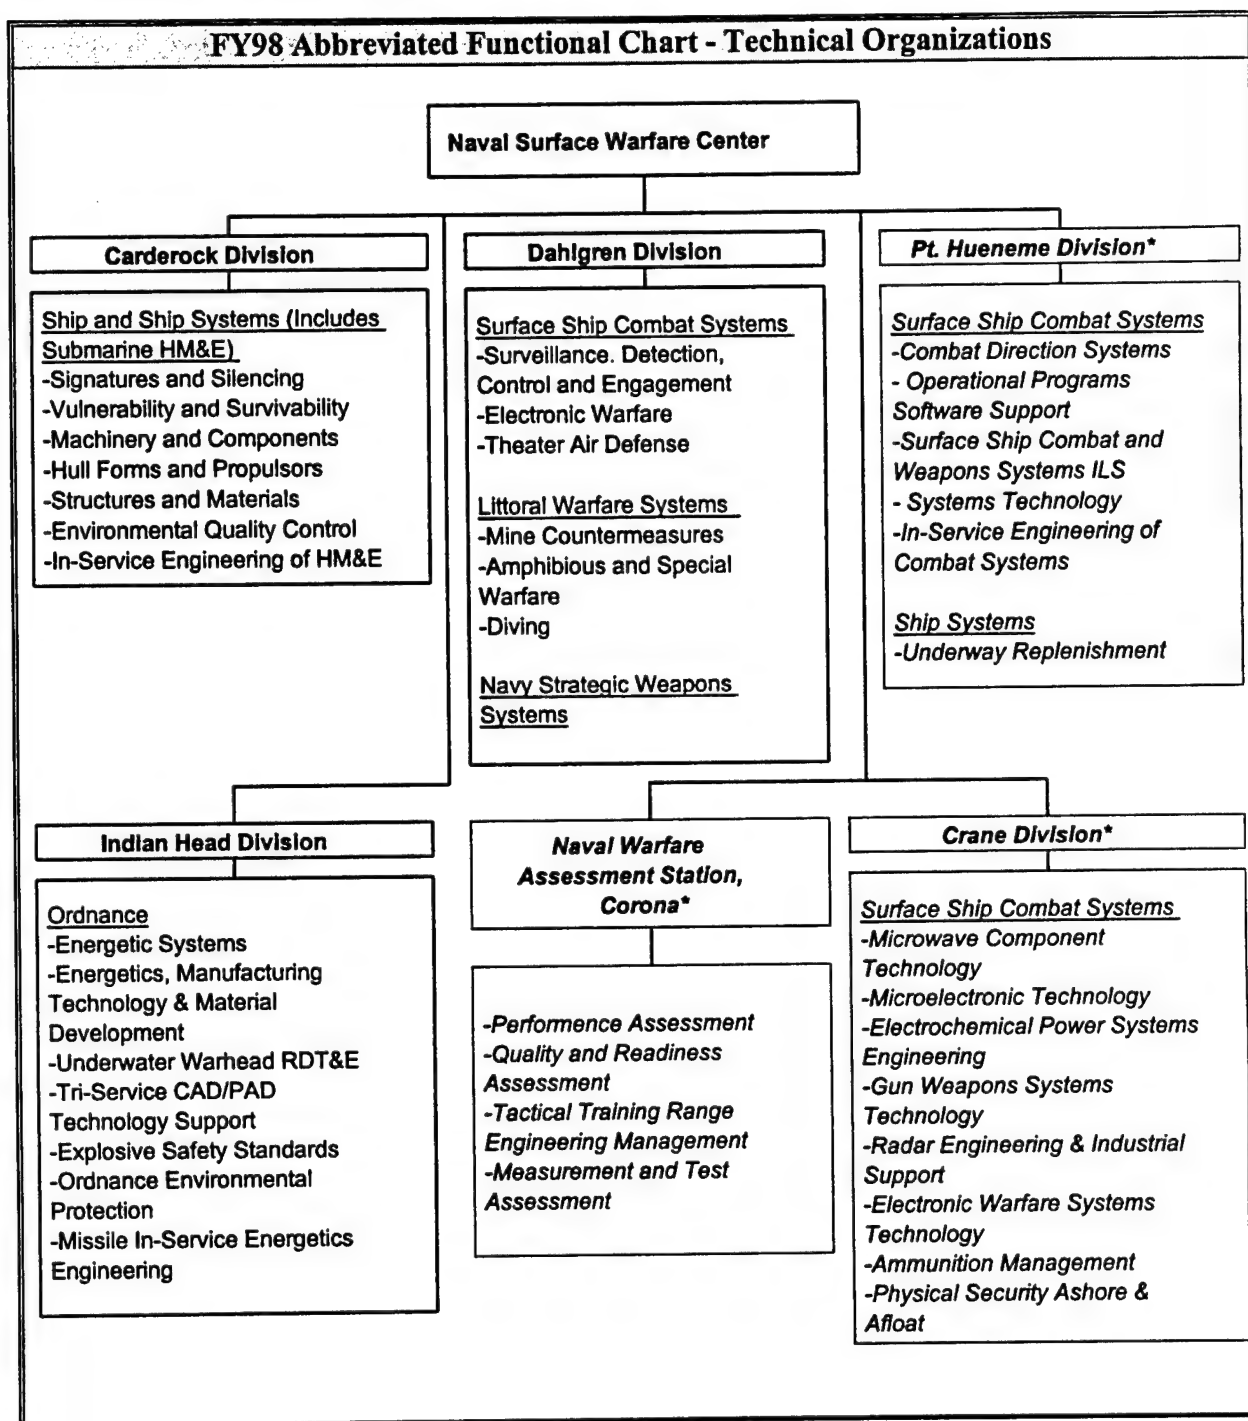 FY98 Abbreviated Functional Chart - Technical Organizations
Naval Surface Warfare Center
Carderock Division
Ship and Ship Systems (Includes
Submarine HM&E)
-Signatures and Silencing
-Vulnerability and Survivability
-Machinery and Components
-Hull Forms and Propulsors
-Structures and Materials
-Environmental Quality Control
-In-Service Engineering of HM&E
Dahlgren Division
Surface Ship Combat Systems
-Surveillance. Detection,
Control and Engagement
-Electronic Warfare
-Theater Air Defense
Littoral Warfare Systems
-Mine Countermeasures
-Amphibious and Special
Warfare
-Diving
Navy Strategic Weapons
Systems
Pt. Hueneme Division*
Surface Ship Combat Systems
-Combat Direction Systems
- Operational Programs
Software Support
-Surface Ship Combat and
Weapons Systems ILS
- Systems Technology
-In-Service Engineering of
Combat Systems
Ship Systems
-Underway Replenishment
Indian Head Division
Ordnance
-Energetic Systems
-Energetics, Manufacturing
Technology & Material
Development
-Underwater Warhead RDT&E
-Tri-Service CAD/PAD
Technology Support
-Explosive Safety Standards
-Ordnance Environmental
Protection
-Missile In-Service Energetics
Engineering
Naval Warfare
Assessment Station,
Corona*
-Performence Assessment
-Quality and Readiness
Assessment
-Tactical Training Range
Engineering Management
-Measurement and Test
Assessment
Crane Division*
Surface Ship Combat Systems
-Microwave Component
Technology
-Microelectronic Technology
-Electrochemical Power Systems
Engineering
-Gun Weapons Systems
Technology
-Radar Engineering & Industrial
Support
-Electronic Warfare Systems
Technology
-Ammunition Management
-Physical Security Ashore &
Afloat